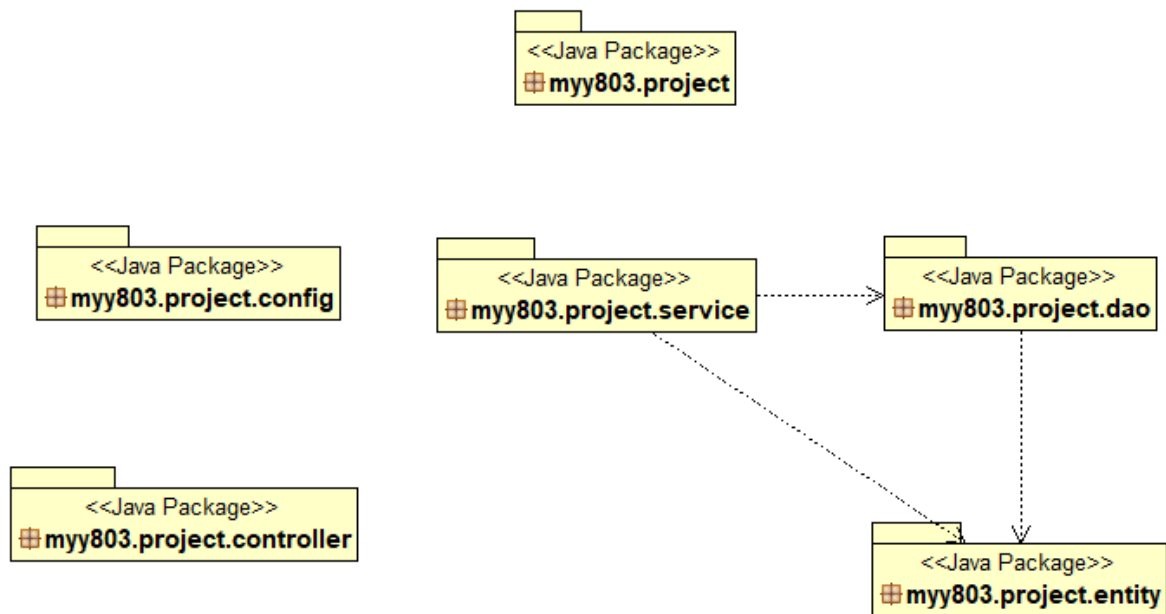 <<Java Package>>
myy803.project
<<Java Package>>
myy803.project.config
<<Java Package>>
myy803.project.service
<<Java Package>>
myy803.project.dao
<<Java Package>>
myy803.project.controller
<<Java Package>>
myy803.project.entity